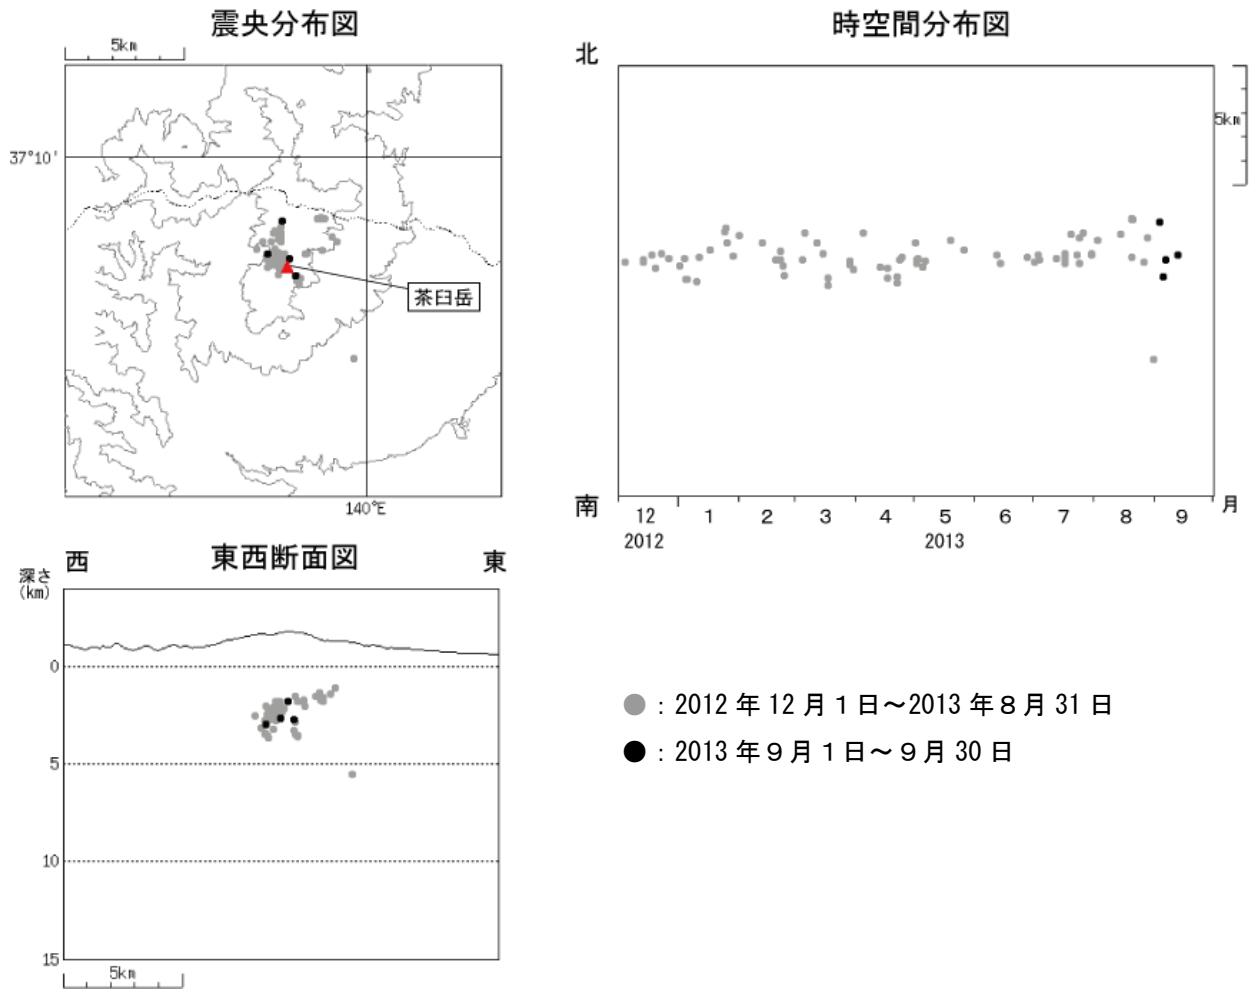 震央分布図
5km
37°10'
茶臼岳
140°E
時空間分布図
北
5km
南
12 1 2 3 4 5 6 7 8 9 月
2012 2013
東西断面図
西 東
深さ
(km)
0
5
10
15
5km
●：2012 年 12 月 1 日～2013 年 8 月 31 日
●：2013 年 9 月 1 日～ 9 月 30 日